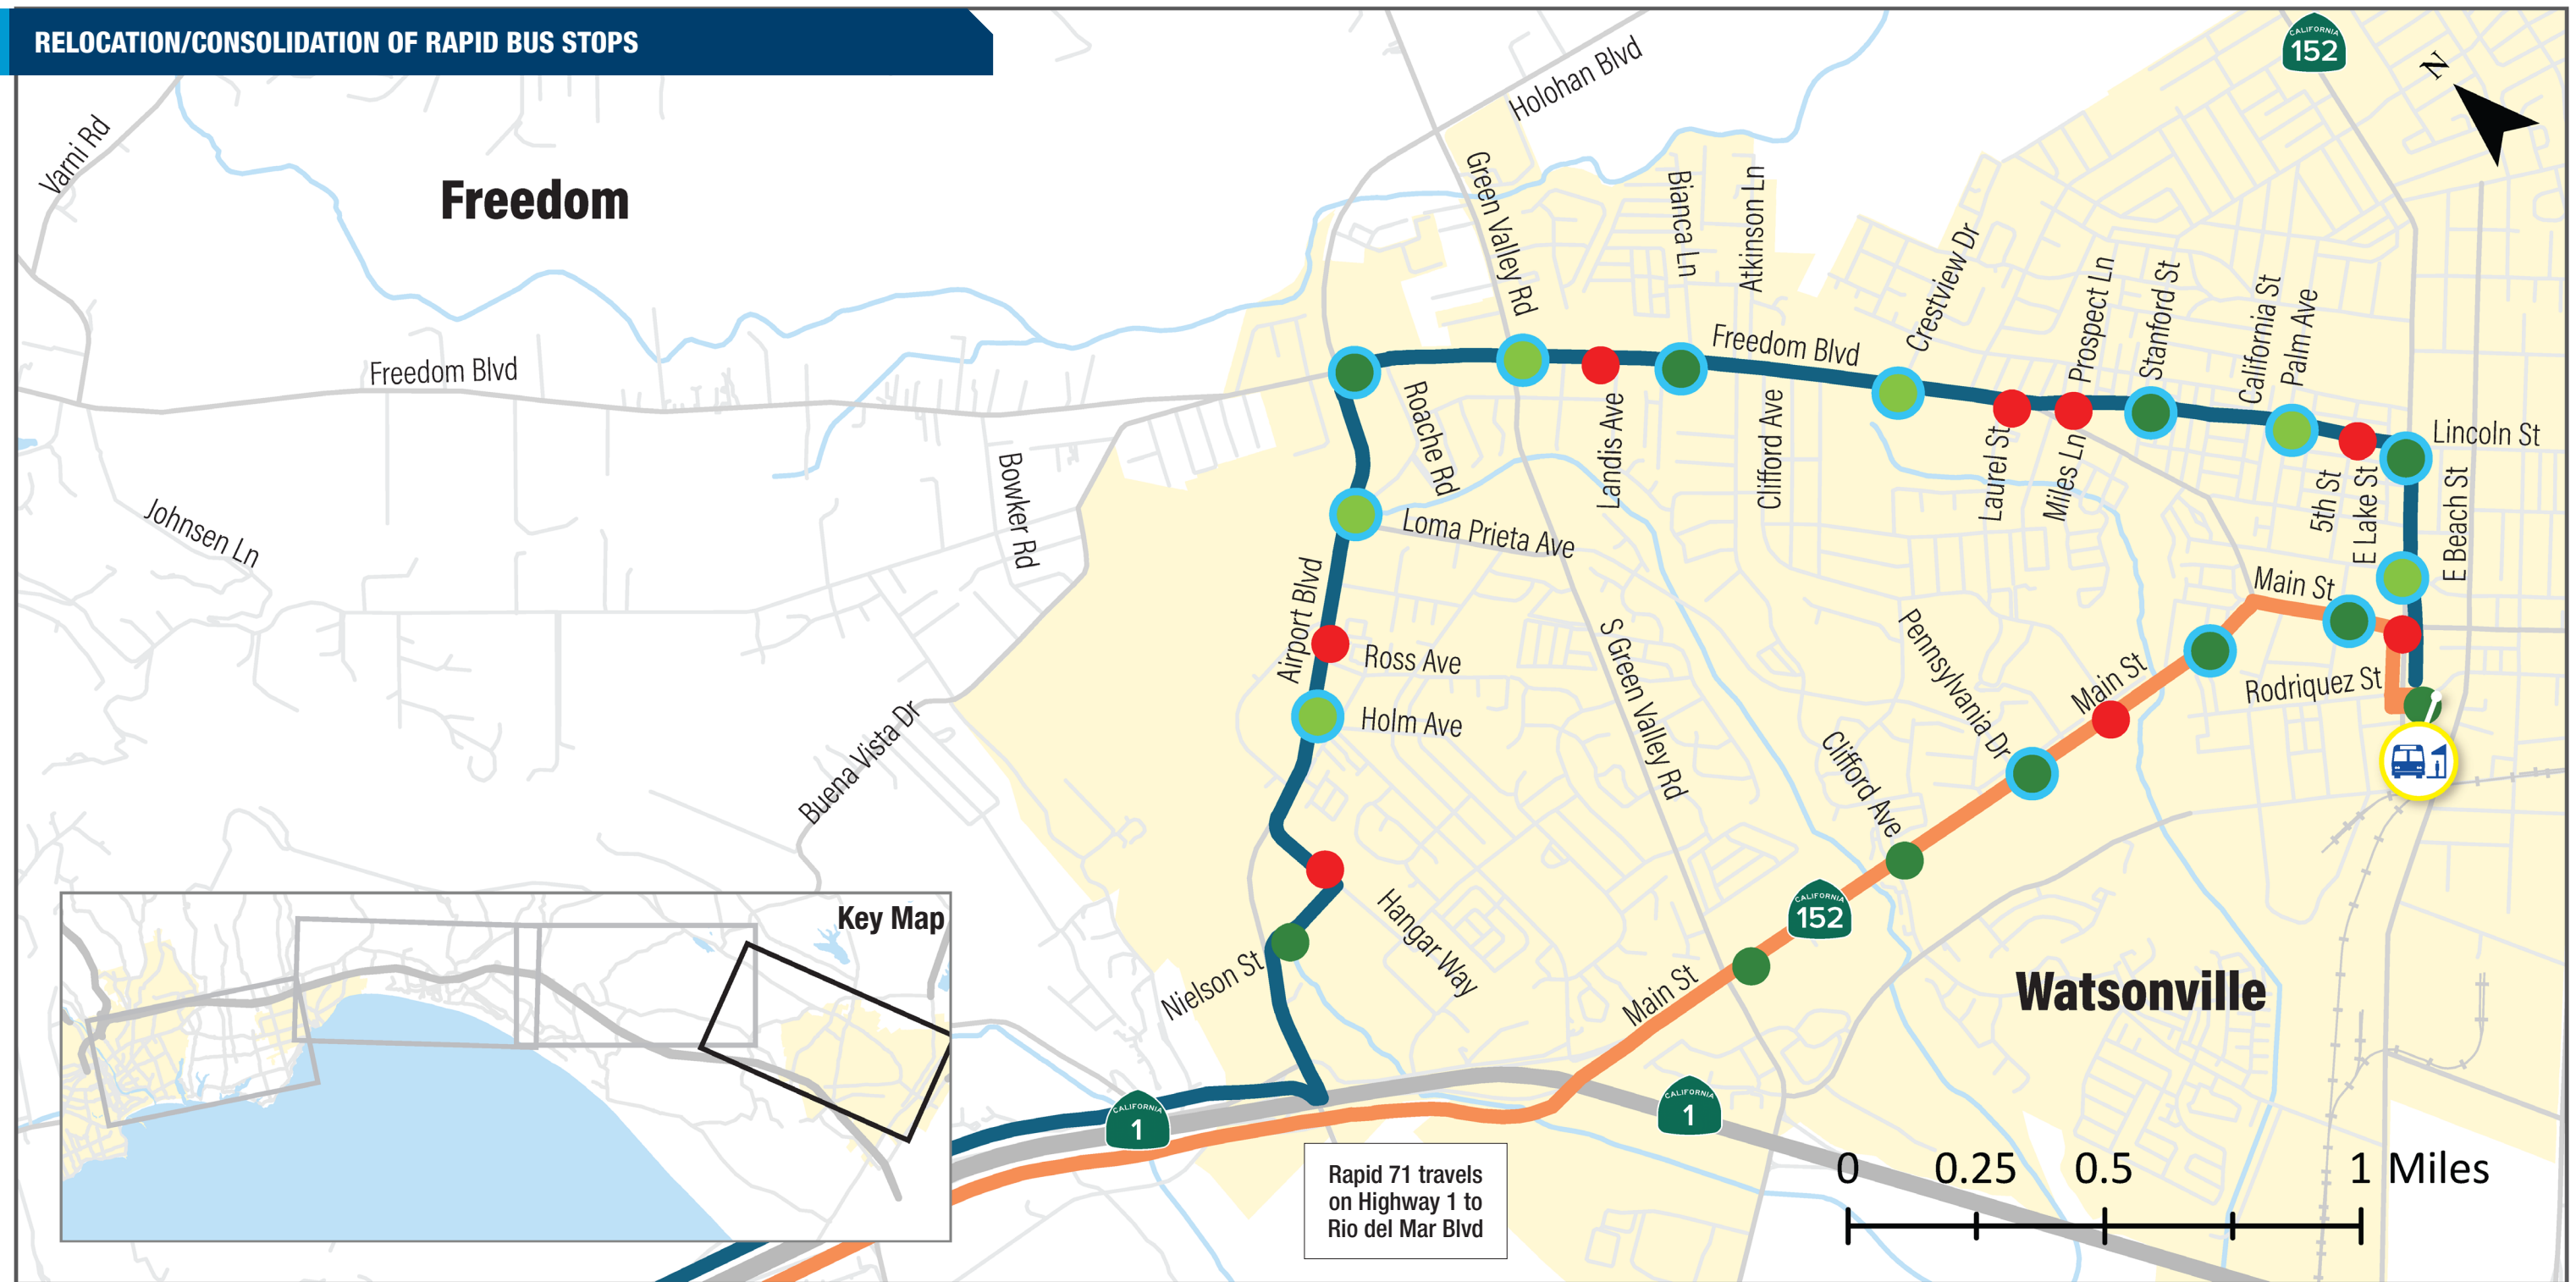 RELOCATION/CONSOLIDATION OF RAPID BUS STOPS
CALIFORNIA
152
N
Varni Rd
Freedom
Holohan Blvd
Green Valley Rd
Bianca Ln
Atkinson Ln
Crestview Dr
Prospect Ln
Stanford St
California St
Palm Ave
Freedom Blvd
Freedom Blvd
Lincoln St
Roache Rd
Landis Ave
Clifford Ave
Laurel St
Miles Ln
5th St
E Lake St
E Beach St
Johnsen Ln
Bowker Rd
Loma Prieta Ave
Airport Blvd
Main St
Ross Ave
S Green Valley Rd
Pennsylvania Dr
Main St
Rodriquez St
Holm Ave
Buena Vista Dr
Clifford Ave
Key Map
Hangar Way
CALIFORNIA
152
Nielson St
Main St
Watsonville
CALIFORNIA
1
CALIFORNIA
1
Rapid 71 travels
on Highway 1 to
Rio del Mar Blvd
0 0.25 0.5 1 Miles